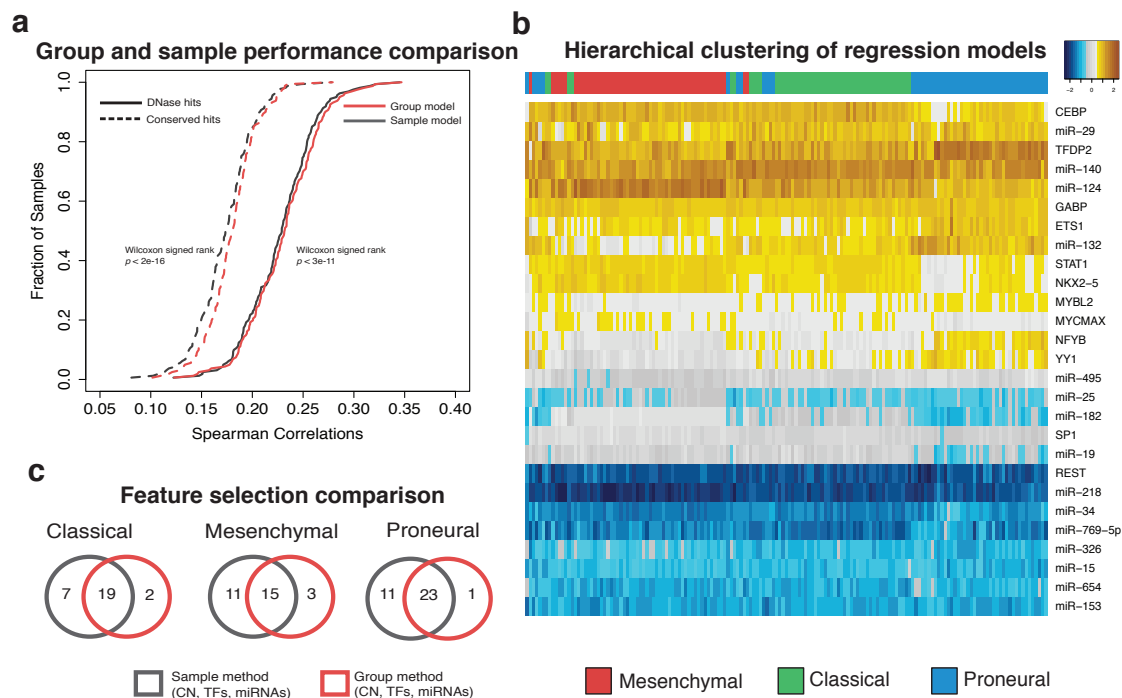 a
Group and sample performance comparison
DNase hits
Conserved hits
Group model
Sample model
Wilcoxon signed rank
p < 2e-16
Wilcoxon signed rank
p < 3e-11
Fraction of Samples
0.0
0.2
0.4
0.6
0.8
1.0
0.05 0.10 0.15 0.20 0.25 0.30 0.35 0.40
Spearman Correlations
b
Hierarchical clustering of regression models
-2 0 2
CEBP
miR-29
TFDP2
miR-140
miR-124
GABP
ETS1
miR-132
STAT1
NKX2-5
MYBL2
MYCMAX
NFYB
YY1
miR-495
miR-25
miR-182
SP1
miR-19
REST
miR-218
miR-34
miR-769-5p
miR-326
miR-15
miR-654
miR-153
Mesenchymal Classical Proneural
c
Feature selection comparison
Classical Mesenchymal Proneural
7 19 2 11 15 3 11 23 1
Sample method
(CN, TFs, miRNAs)
Group method
(CN, TFs, miRNAs)